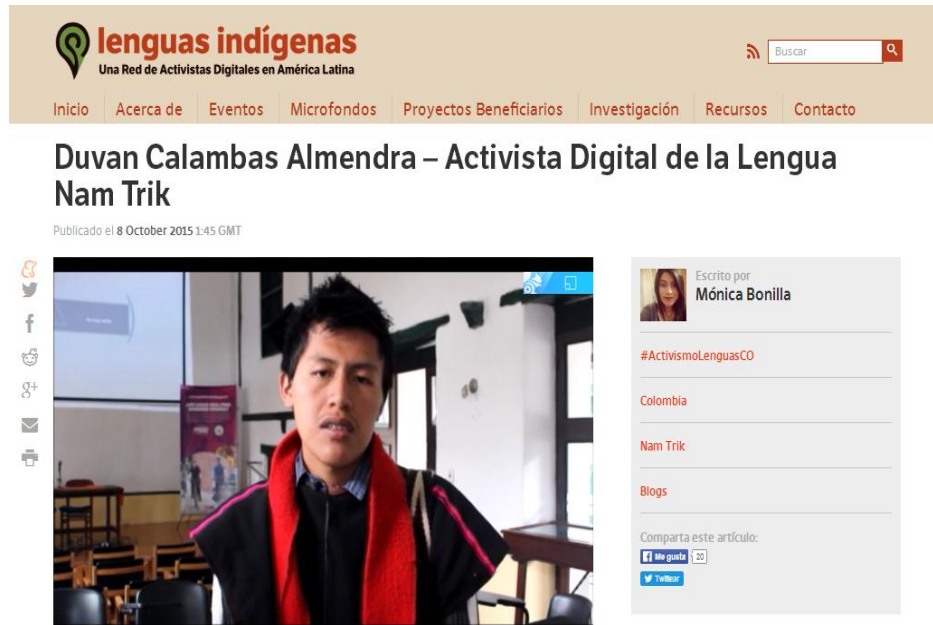 lenguas indígenas
Una Red de Activistas Digitales en América Latina
Buscar
Inicio Acerca de Eventos Microfondos Proyectos Beneficiarios Investigación Recursos Contacto
Duvan Calambas Almendra – Activista Digital de la Lengua
Nam Trik
Publicado el 8 October 2015 1:45 GMT
Escrito por
Mónica Bonilla
#ActivismoLenguasCO
Colombia
Nam Trik
Blogs
Comparta este artículo:
Me gusta 20
Twittear